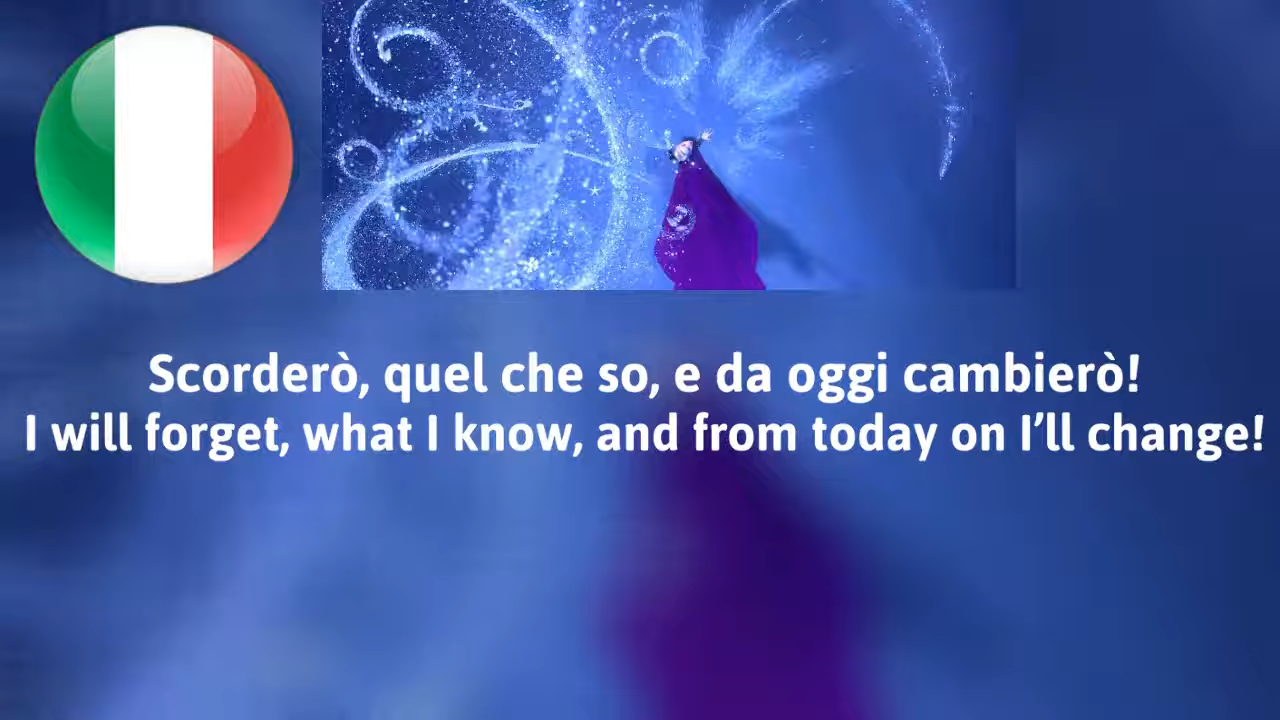 Scorderò, quel che so, e da oggi cambierò!
I will forget, what I know, and from today on I’ll change!